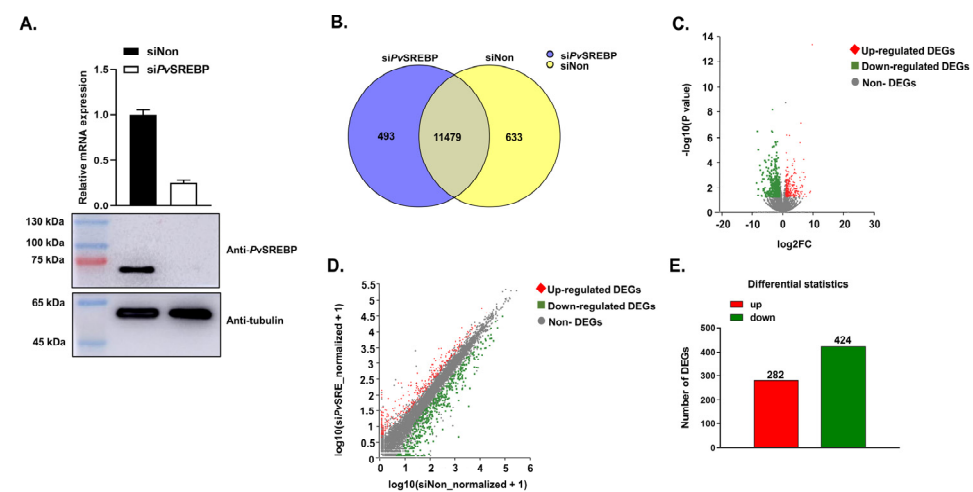 A.
siNon
siPvSREBP
Relative mRNA expression
1.5
1.0
0.5
0.0
130 kDa
100 kDa
75 kDa
Anti-PvSREBP
65 kDa
45 kDa
Anti-tubulin
B.
siPvSREBP
siNon
siPvSREBP
siNon
493
11479
633
C.
-log10(P value)
14
12
10
8
6
4
2
0
-20
-10
0
10
20
30
log2FC
Up-regulated DEGs
Down-regulated DEGs
Non- DEGs
D.
log10(siPvSRE_normalized + 1)
5.5
5
4.5
4
3.5
3
2.5
2
1.5
1
0.5
0
0
1
2
3
4
5
6
log10(siNon_normalized + 1)
Up-regulated DEGs
Down-regulated DEGs
Non- DEGs
E.
Differential statistics
up
down
Number of DEGs
500
400
300
200
100
0
282
424